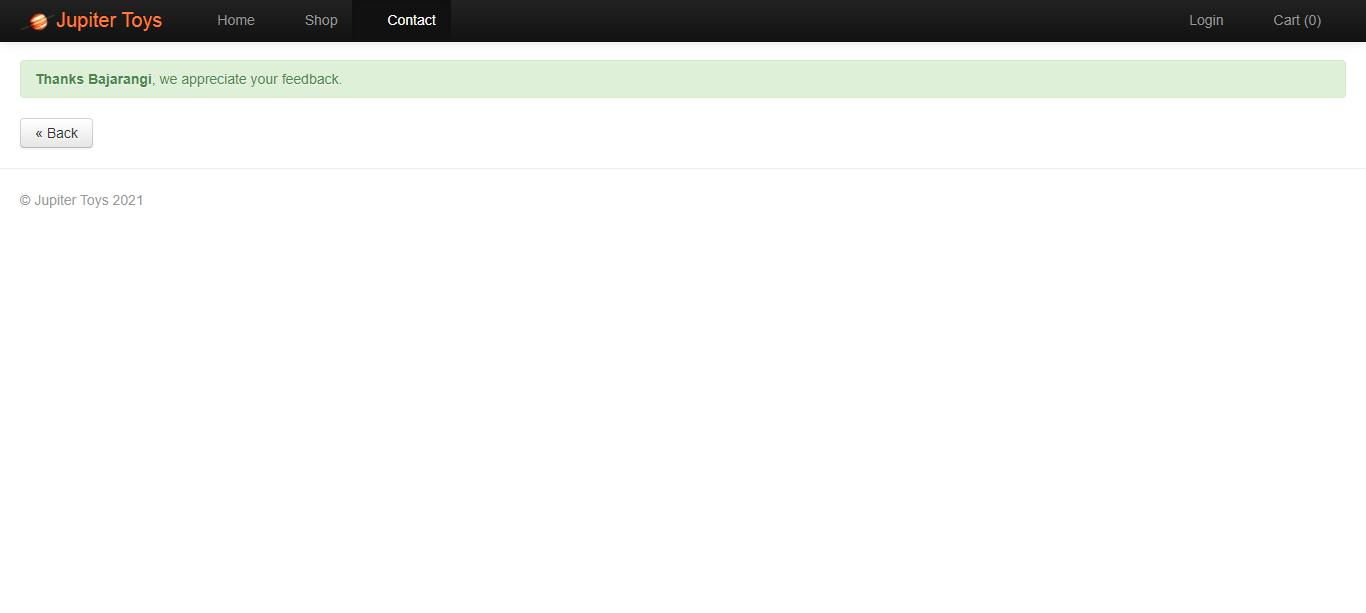 Jupiter Toys Home Shop Contact Login Cart (0)
Thanks Bajarangi, we appreciate your feedback.
« Back
© Jupiter Toys 2021